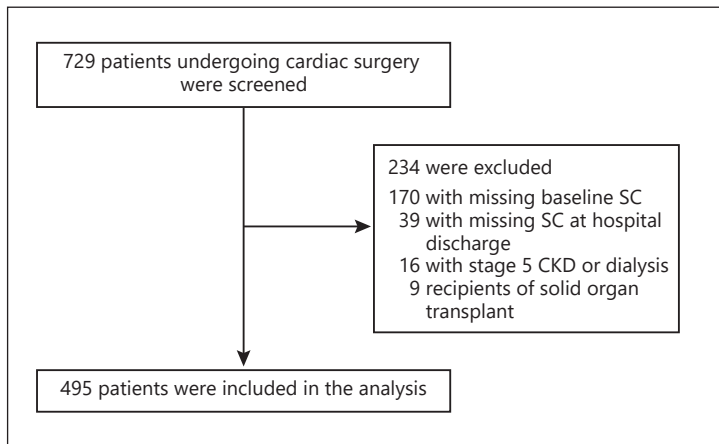 729 patients undergoing cardiac surgery
were screened
234 were excluded
170 with missing baseline SC
39 with missing SC at hospital
discharge
16 with stage 5 CKD or dialysis
9 recipients of solid organ
transplant
495 patients were included in the analysis